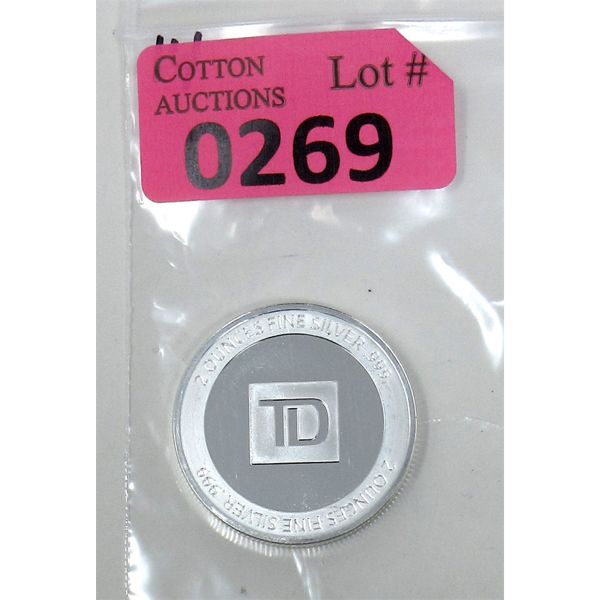 COTTON
AUCTIONS
Lot #
0269
2 OUNCES FINE SILVER .999
TD
2 OUNCES FINE SILVER .999